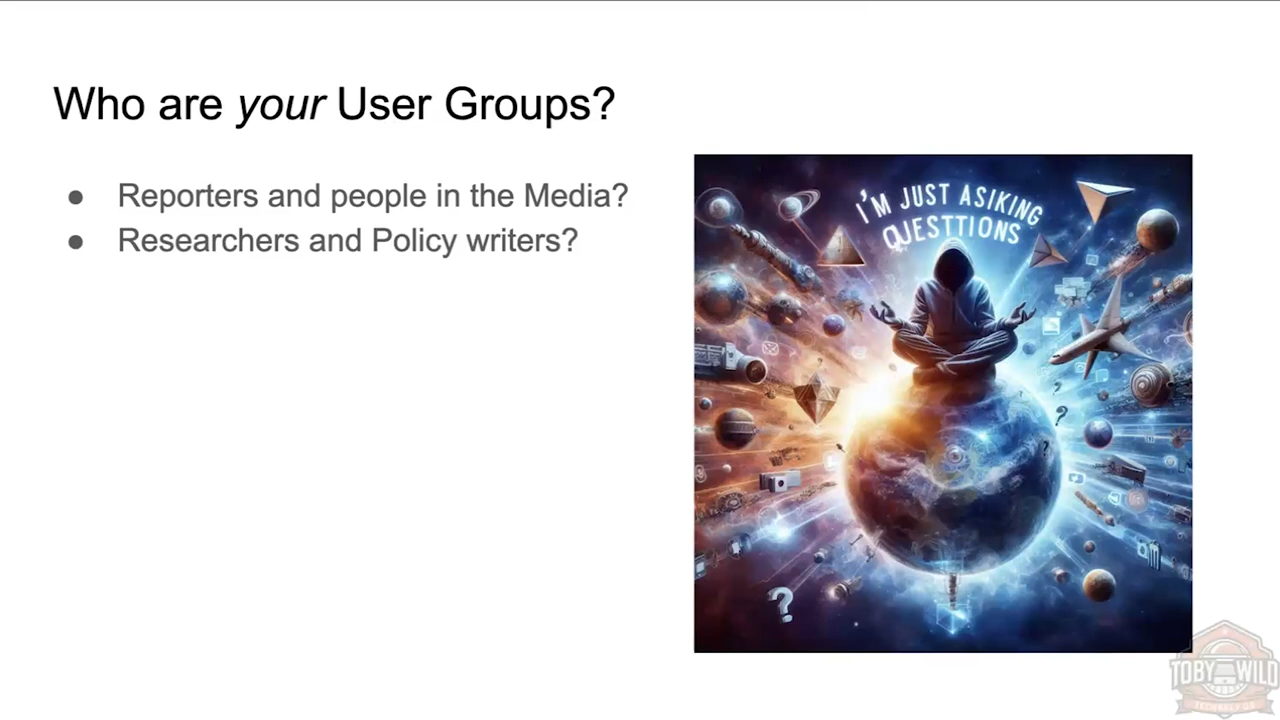 Who are your User Groups?
● Reporters and people in the Media?
● Researchers and Policy writers?
I'M JUST ASIKING
QUESTTIONS
TOBY WILD